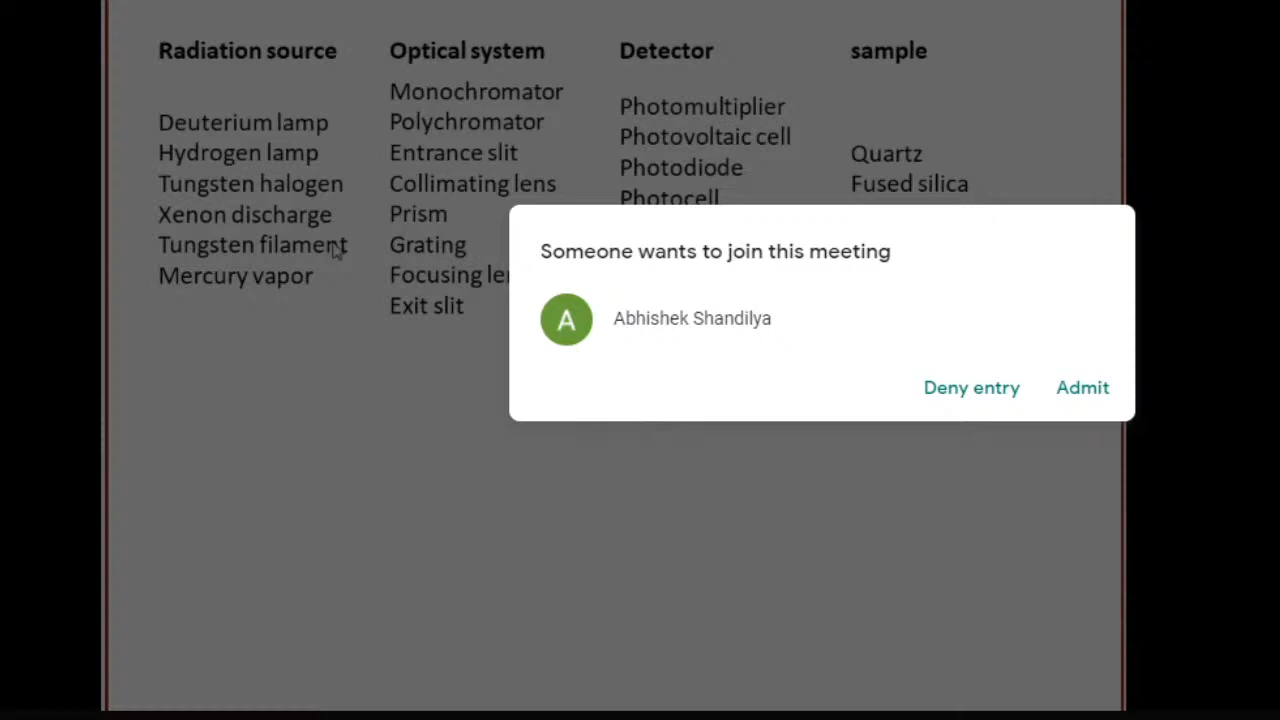 Radiation source
Deuterium lamp
Hydrogen lamp
Tungsten halogen
Xenon discharge
Tungsten filament
Mercury vapor
Optical system
Monochromator
Polychromator
Entrance slit
Collimating lens
Prism
Grating
Focusing
Exit slit
Detector
Photomultiplier
Photovoltaic cell
Photodiode
Photocell
sample
Quartz
Fused silica
Someone wants to join this meeting
A
Abhishek Shandilya
Deny entry
Admit